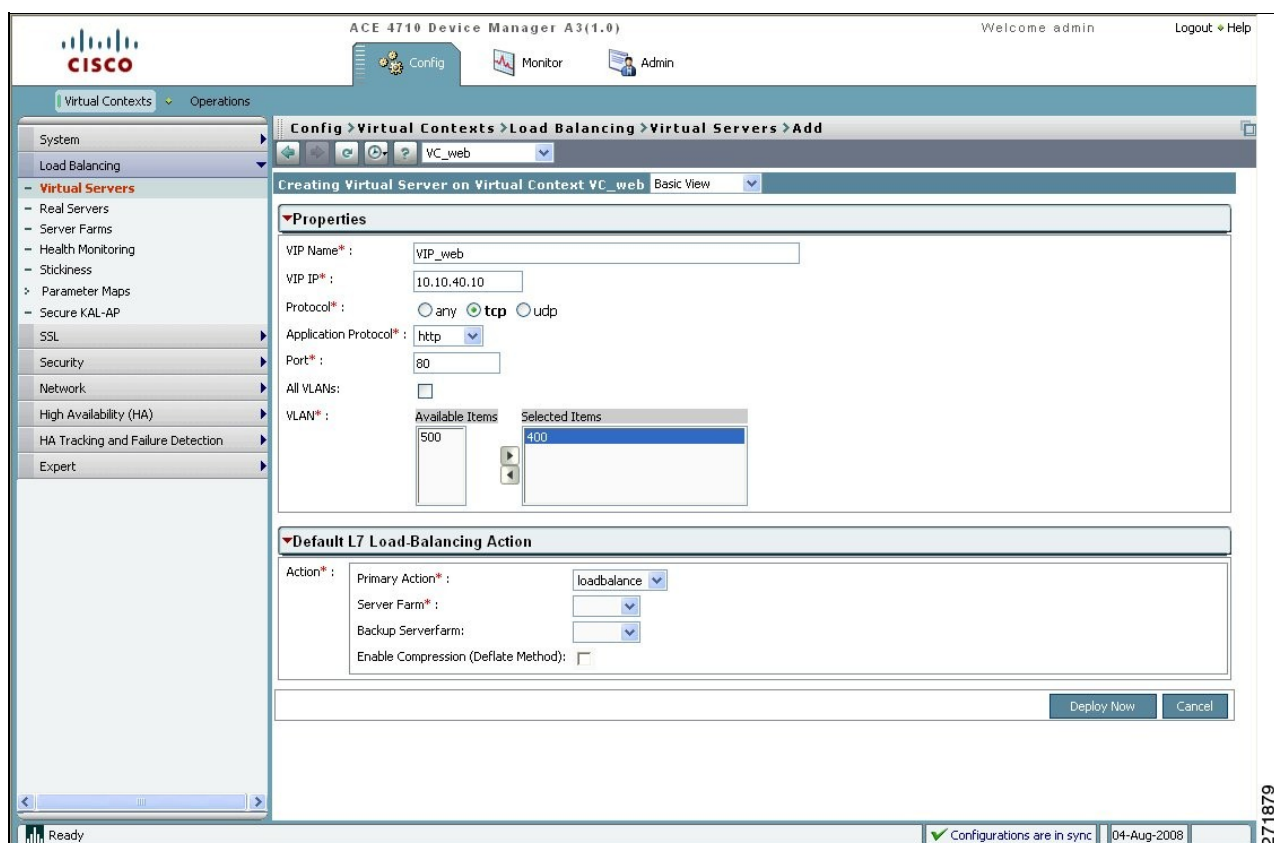 ACE 4710 Device Manager A3(1.0)
Welcome admin
Logout
Help
CISCO
Config
Monitor
Admin
Virtual Contexts
Operations
System
Load Balancing
Virtual Servers
Real Servers
Server Farms
Health Monitoring
Stickiness
Parameter Maps
Secure KAL-AP
SSL
Security
Network
High Availability (HA)
HA Tracking and Failure Detection
Expert
Config >Virtual Contexts >Load Balancing >Virtual Servers >Add
? VC_web
Creating Virtual Server on Virtual Context VC_web Basic View
Properties
VIP Name* : VIP_web
VIP IP* : 10.10.40.10
Protocol* : any tcp udp
Application Protocol* : http
Port* : 80
All VLANs:
VLAN* : Available Items Selected Items
500 400
Default L7 Load-Balancing Action
Action* : Primary Action* : loadbalance
Server Farm* :
Backup Serverfarm:
Enable Compression (Deflate Method):
Deploy Now Cancel
Ready
Configurations are in sync
04-Aug-2008
271879